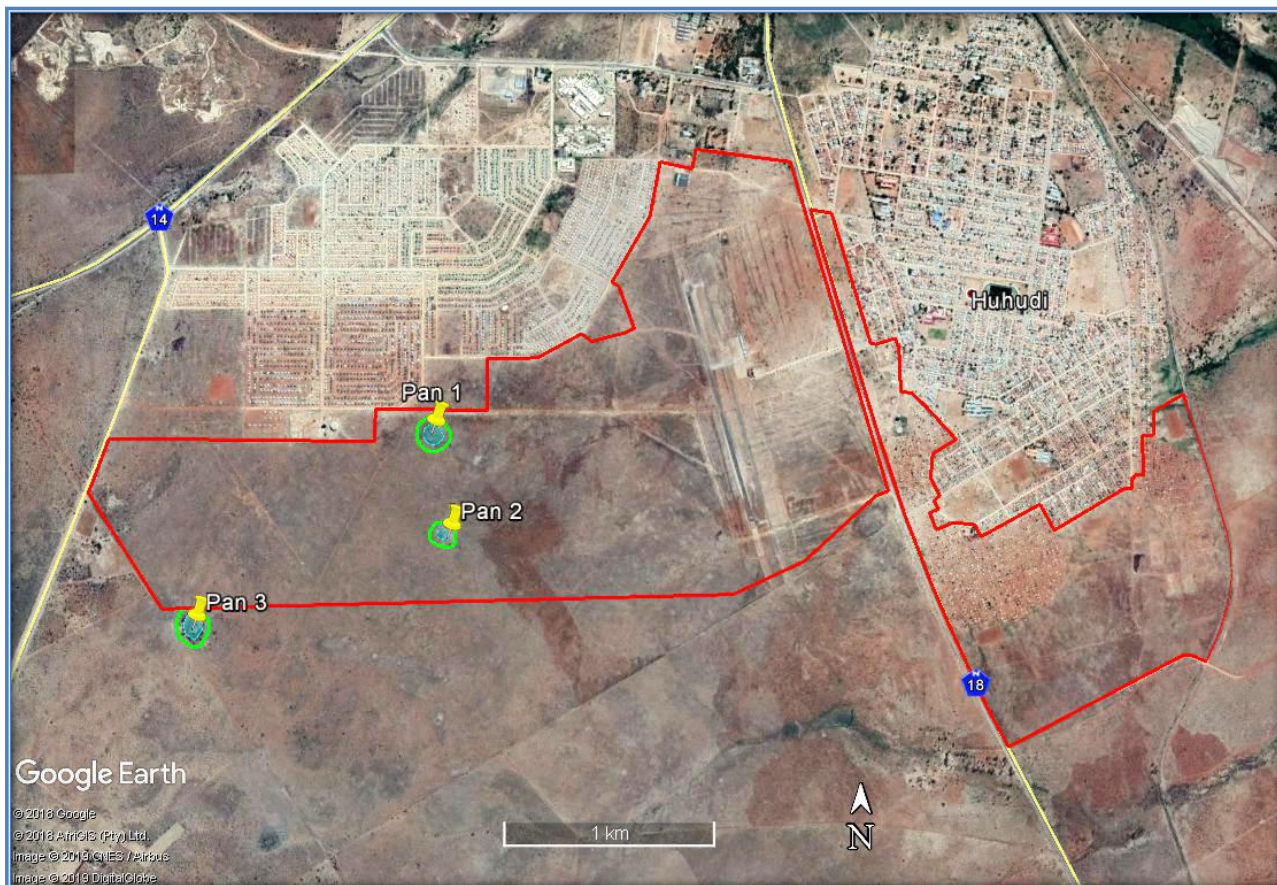 N
14
Huhudi
Pan 1
Pan 2
Pan 3
N
18
Google Earth
1 km
N
© 2018 Google
© 2018 AfriGIS (Pty) Ltd.
Image © 2019 CNES / Airbus
Image © 2019 DigitalGlobe